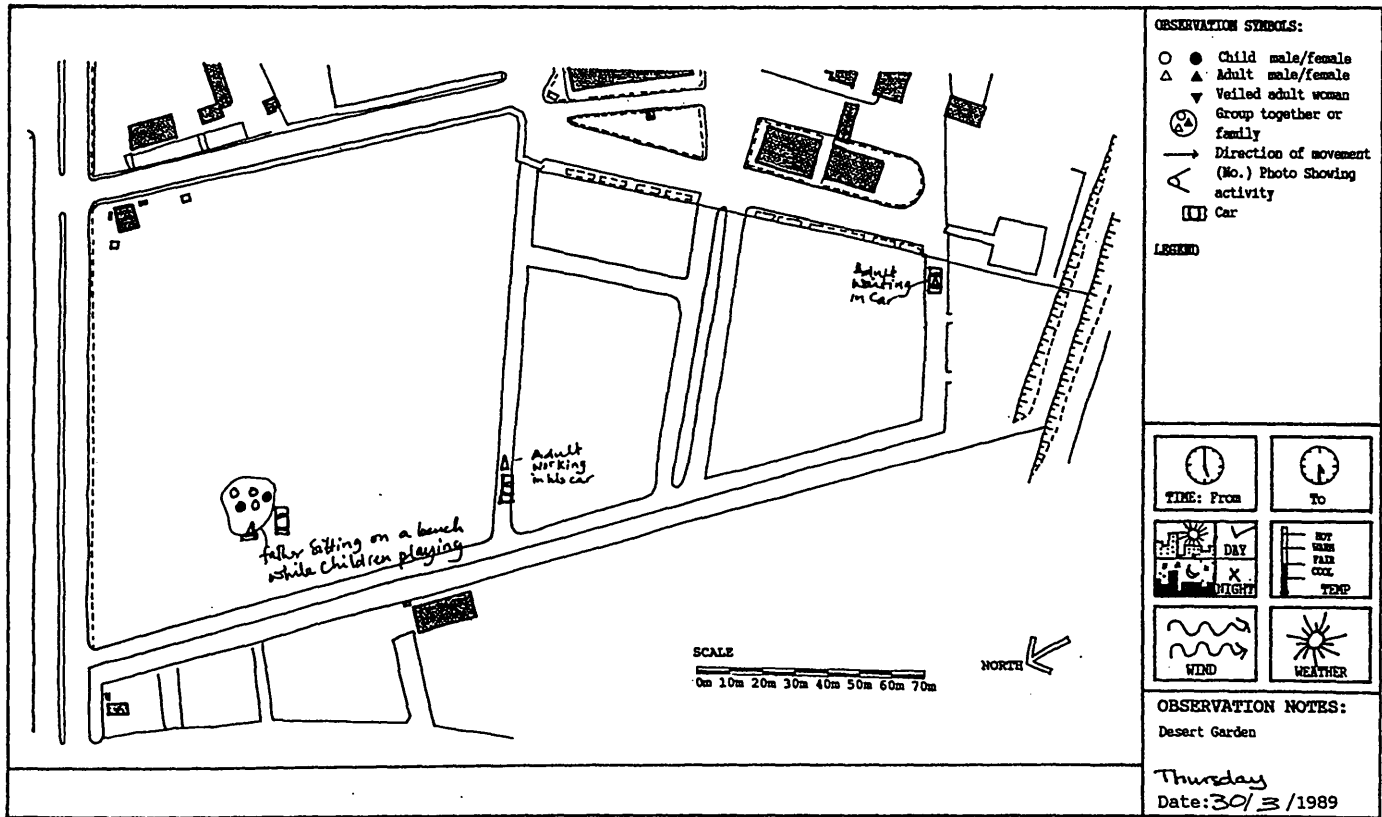 Adult
waiting
in Car
Adult
working
in his car
father sitting on a bench
while children playing
SCALE
0m 10m 20m 30m 40m 50m 60m 70m
NORTH
OBSERVATION SYMBOLS:
Child male/female
Adult male/female
Veiled adult woman
Group together or
family
Direction of movement
(No.) Photo Showing
activity
Car
LEGEND
TIME: From
To
DAY
NIGHT
HOT
WARM
FAIR
COOL
TEMP
WIND
WEATHER
OBSERVATION NOTES:
Desert Garden
Thursday
Date: 30/3/1989